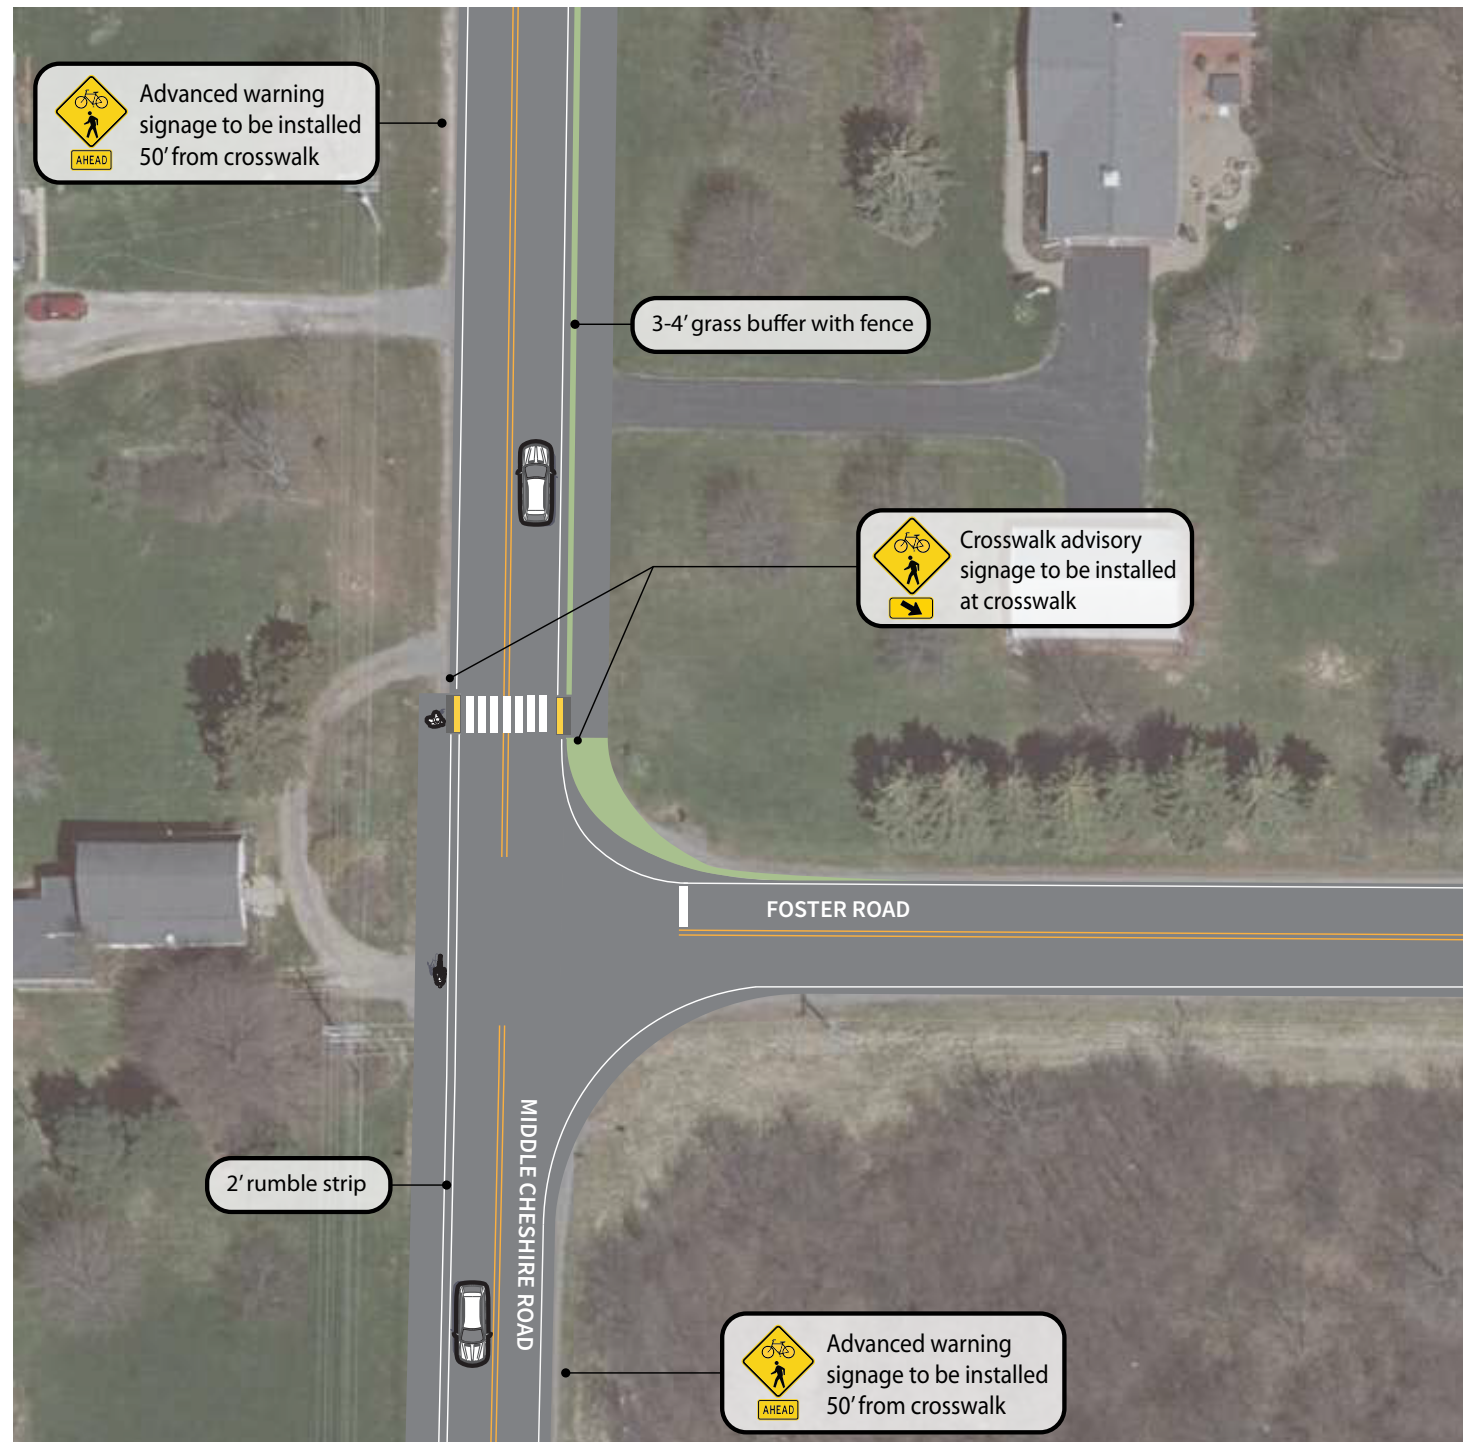 Advanced warning
signage to be installed
50' from crosswalk
AHEAD
3-4' grass buffer with fence
Crosswalk advisory
signage to be installed
at crosswalk
FOSTER ROAD
MIDDLE CHESHIRE ROAD
2' rumble strip
Advanced warning
signage to be installed
50' from crosswalk
AHEAD